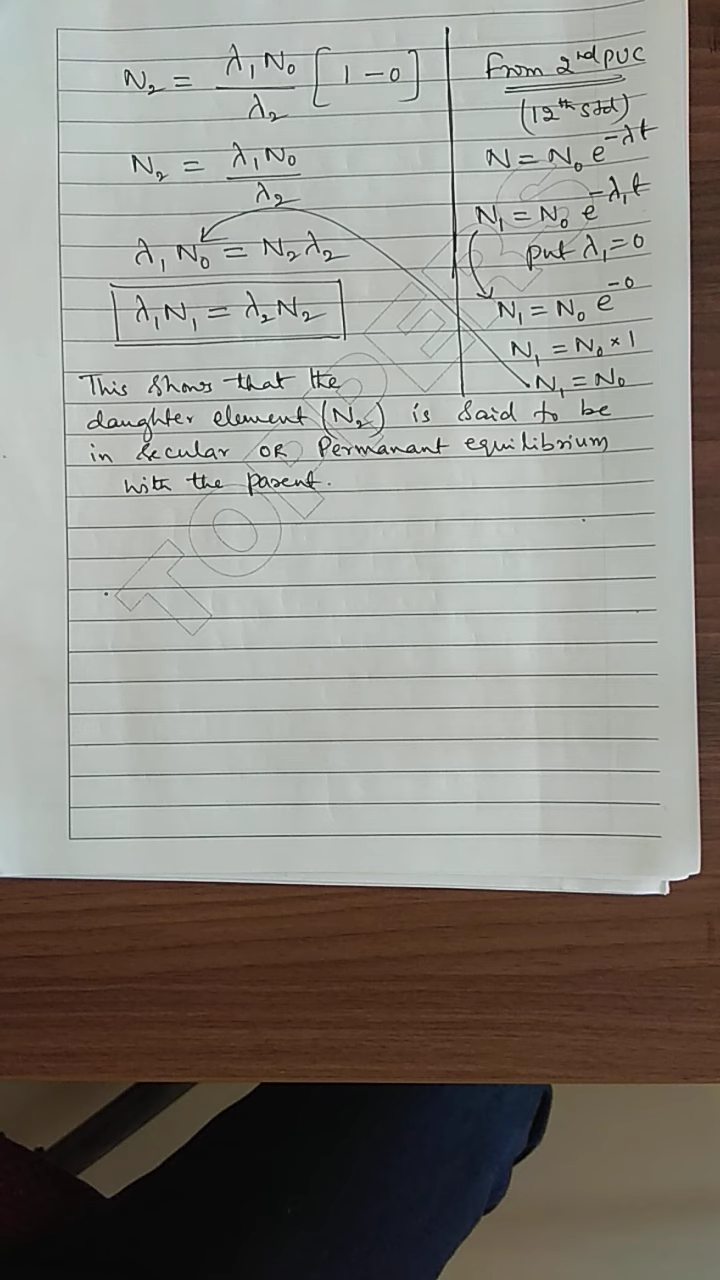 N₂ = λ₁N₀/λ₂ [1 - 0]
N₂ = λ₁N₀/λ₂
λ₁N₀ = N₂λ₂
λ₁N₁ = λ₂N₂
This shows that the
daughter element (N₂) is said to be
in secular OR Permanant equilibrium
with the parent.
From 2ⁿᵈ PUC
(12ᵗʰ std)
N = N₀ e^-λt
N₁ = N₀ e^-λ₁t
put λ₁ = 0
N₁ = N₀ e^-0
N₁ = N₀ × 1
N₁ = N₀